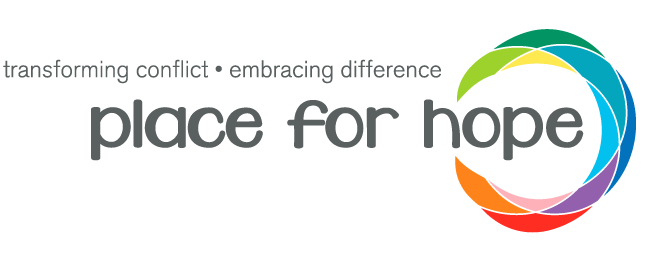 transforming conflict • embracing difference
place for hope